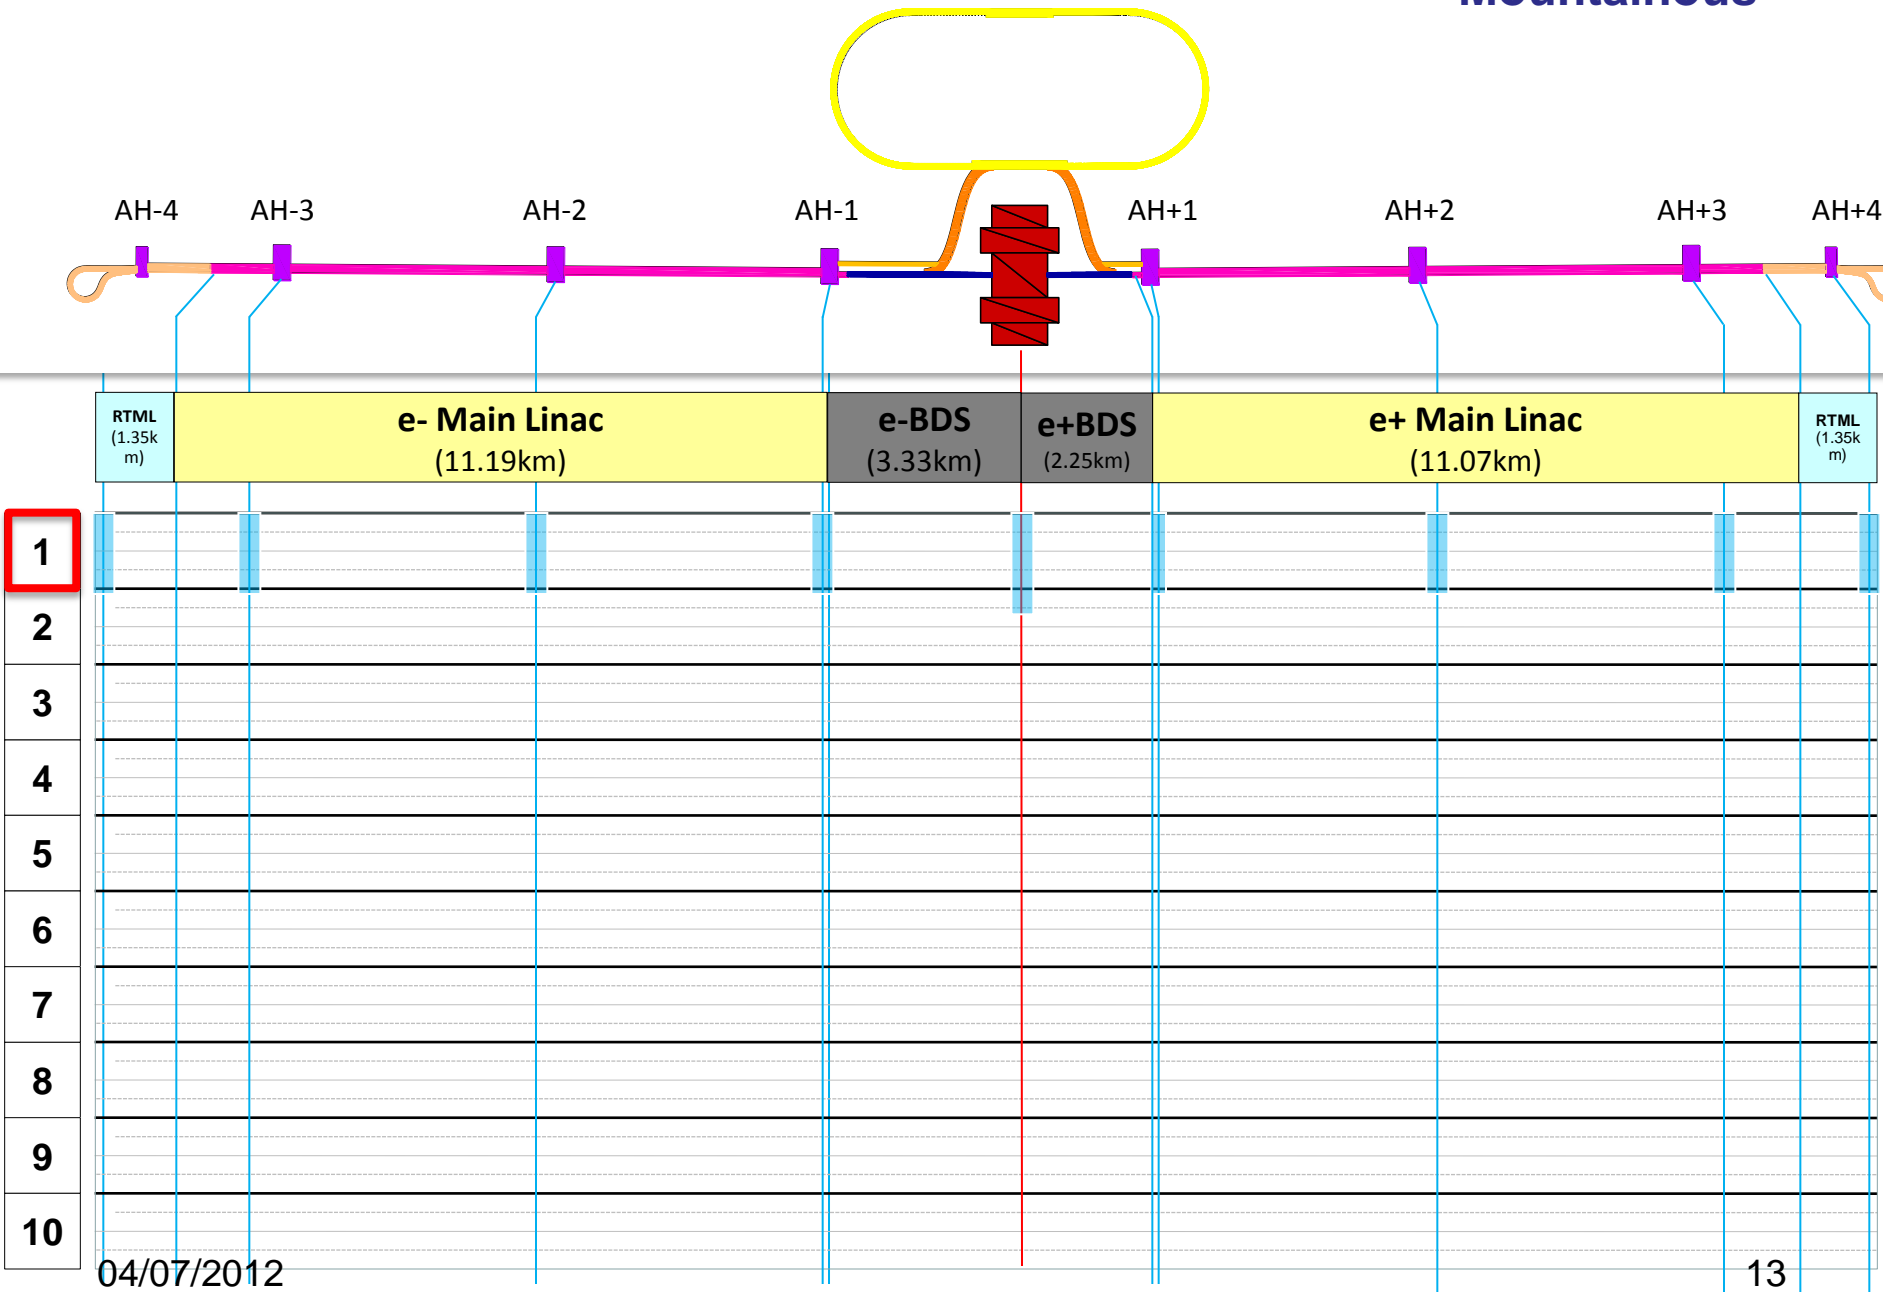 Mountainous
AH-4 AH-3 AH-2 AH-1 AH+1 AH+2 AH+3 AH+4
RTML
(1.35k
m)
e- Main Linac
(11.19km)
e-BDS
(3.33km)
e+BDS
(2.25km)
e+ Main Linac
(11.07km)
RTML
(1.35k
m)
1
2
3
4
5
6
7
8
9
10
04/07/2012
13